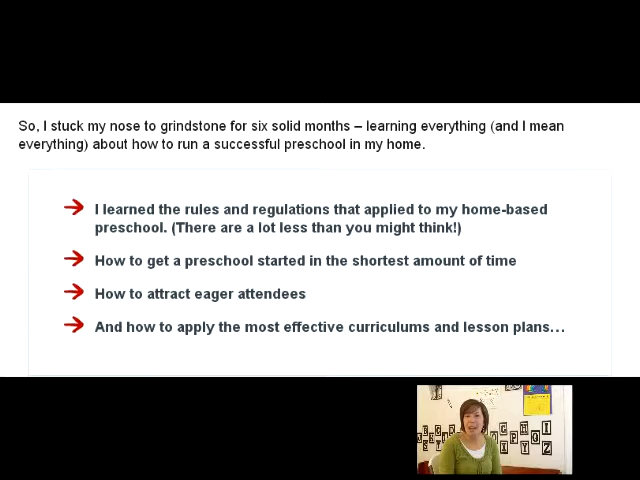 So, I stuck my nose to grindstone for six solid months – learning everything (and I mean
everything) about how to run a successful preschool in my home.
I learned the rules and regulations that applied to my home-based
preschool. (There are a lot less than you might think!)
How to get a preschool started in the shortest amount of time
How to attract eager attendees
And how to apply the most effective curriculums and lesson plans…